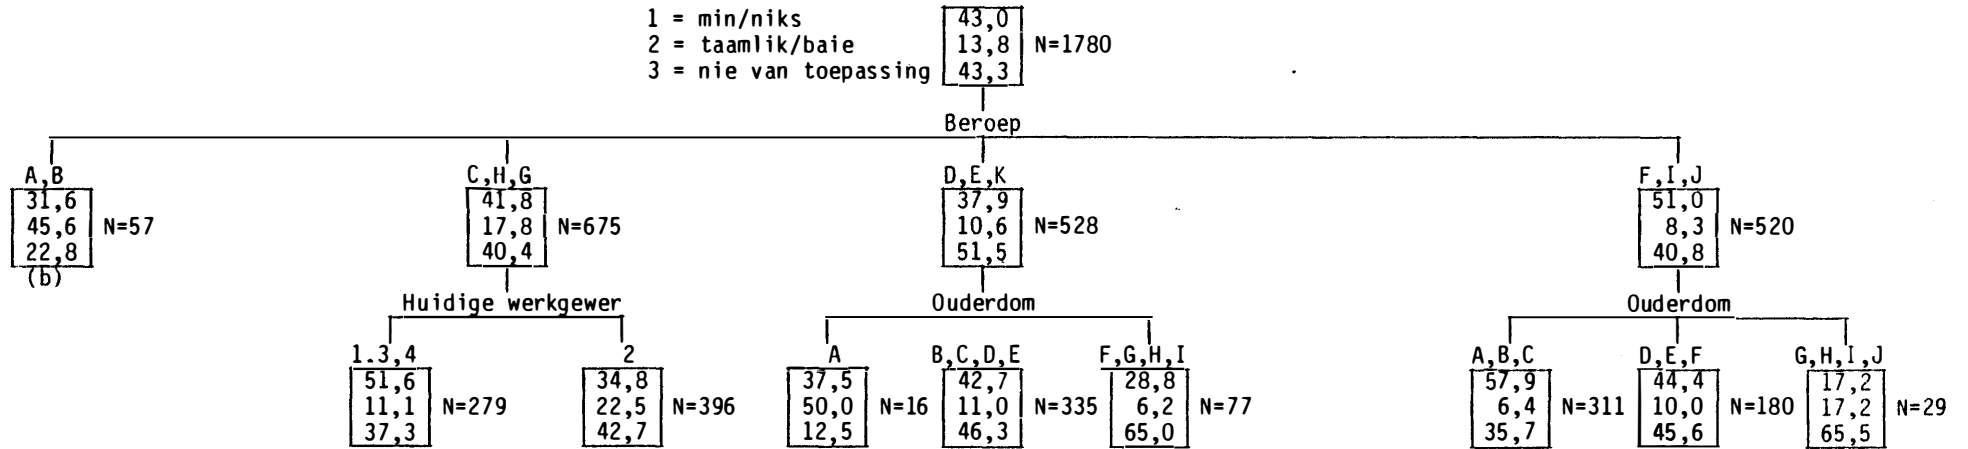 1 = min/niks 43,0
2 = taamlik/baie 13,8 N=1780
3 = nie van toepassing 43,3
Beroep
A,B C,H,G D,E,K F,I,J
31,6 41,8 37,9 51,0
45,6 N=57 17,8 N=675 10,6 N=528 8,3 N=520
22,8 40,4 51,5 40,8
(b)
Huidige werkgewer Ouderdom Ouderdom
1.3,4 2 A B,C,D,E F,G,H,I A,B,C D,E,F G,H,I,J
51,6 34,8 37,5 42,7 28,8 57,9 44,4 17,2
11,1 N=279 22,5 N=396 50,0 N=16 11,0 N=335 6,2 N=77 6,4 N=311 10,0 N=180 17,2 N=29
37,3 42,7 12,5 46,3 65,0 35,7 45,6 65,5